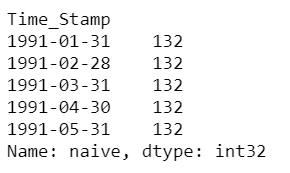 Time_Stamp
1991-01-31    132
1991-02-28    132
1991-03-31    132
1991-04-30    132
1991-05-31    132
Name: naive, dtype: int32